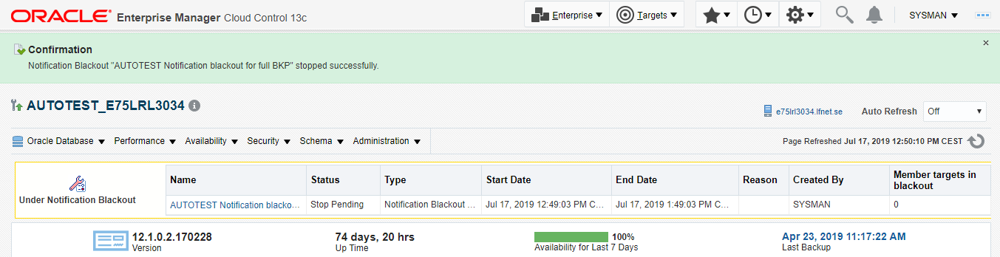 ORACLE® Enterprise Manager Cloud Control 13c Enterprise Targets SYSMAN
Confirmation
Notification Blackout "AUTOTEST Notification blackout for full BKP" stopped successfully.
AUTOTEST_E75LRL3034 e75lrl3034.lfnet.se Auto Refresh Off
Oracle Database Performance Availability Security Schema Administration Page Refreshed Jul 17, 2019 12:50:10 PM CEST
Under Notification Blackout
Name Status Type Start Date End Date Reason Created By Member targets in blackout
AUTOTEST Notification blacko... Stop Pending Notification Blackout ... Jul 17, 2019 12:49:03 PM C... Jul 17, 2019 1:49:03 PM C... SYSMAN 0
12.1.0.2.170228 74 days, 20 hrs 100% Apr 23, 2019 11:17:22 AM
Version Up Time Availability for Last 7 Days Last Backup